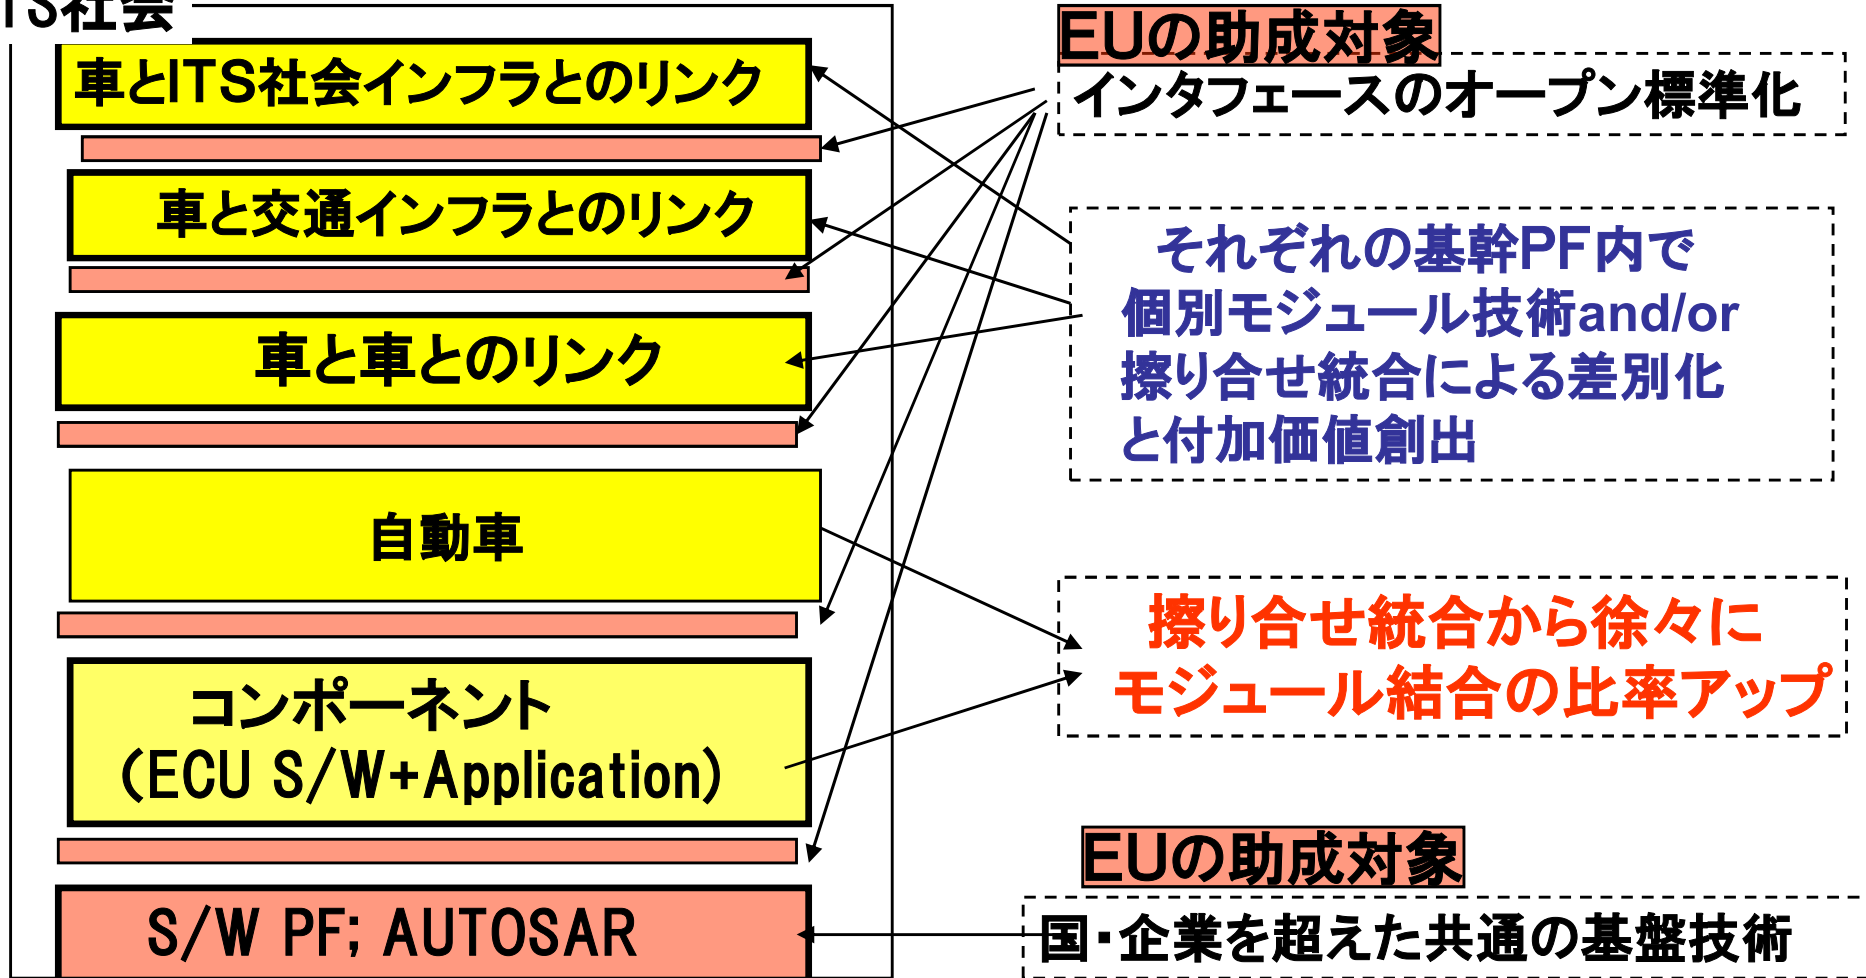 TS社会
車とITS社会インフラとのリンク
車と交通インフラとのリンク
車と車とのリンク
自動車
コンポーネント
(ECU S/W+Application)
S/W PF; AUTOSAR
EUの助成対象
インタフェースのオープン標準化
それぞれの基幹PF内で
個別モジュール技術and/or
擦り合せ統合による差別化
と付加価値創出
擦り合せ統合から徐々に
モジュール結合の比率アップ
EUの助成対象
国・企業を超えた共通の基盤技術